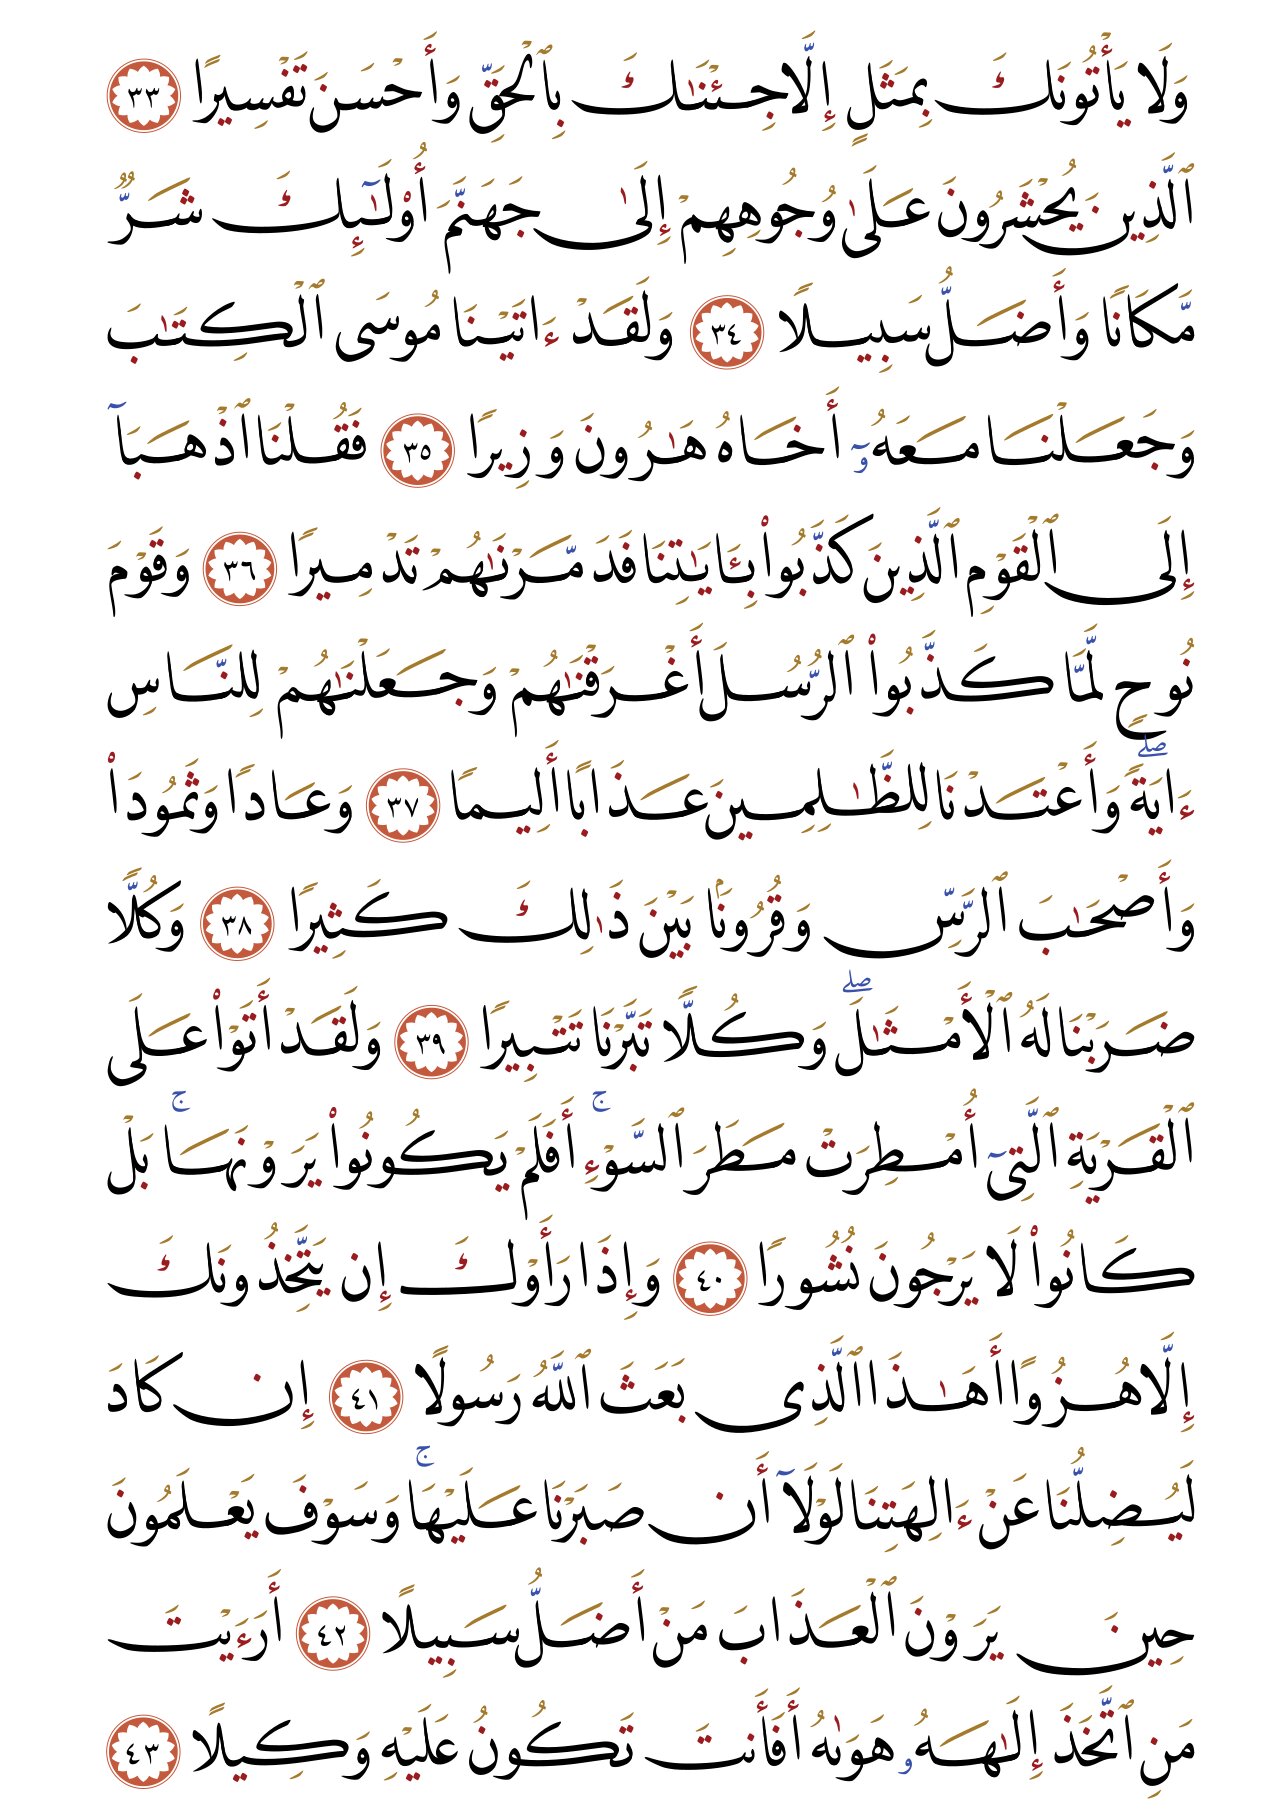 وَلَا يَأْتُونَكَ بِمَثَلٍ إِلَّا جِئْنَٰكَ بِٱلْحَقِّ وَأَحْسَنَ تَفْسِيرًا ٣٣
ٱلَّذِينَ يُحْشَرُونَ عَلَىٰ وُجُوهِهِمْ إِلَىٰ جَهَنَّمَ أُوْلَٰٓئِكَ شَرٌّ
مَّكَانًا وَأَضَلُّ سَبِيلًا ٣٤ وَلَقَدْ ءَاتَيْنَا مُوسَى ٱلْكِتَٰبَ
وَجَعَلْنَا مَعَهُۥٓ أَخَاهُ هَٰرُونَ وَزِيرًا ٣٥ فَقُلْنَا ٱذْهَبَآ
إِلَى ٱلْقَوْمِ ٱلَّذِينَ كَذَّبُوا۟ بِـَٔايَٰتِنَا فَدَمَّرْنَٰهُمْ تَدْمِيرًا ٣٦ وَقَوْمَ
نُوحٍ لَّمَّا كَذَّبُوا۟ ٱلرُّسُلَ أَغْرَقْنَٰهُمْ وَجَعَلْنَٰهُمْ لِلنَّاسِ
ءَايَةً ۖ وَأَعْتَدْنَا لِلظَّٰلِمِينَ عَذَابًا أَلِيمًا ٣٧ وَعَادًا وَثَمُودَا۟
وَأَصْحَٰبَ ٱلرَّسِّ وَقُرُونًۢا بَيْنَ ذَٰلِكَ كَثِيرًا ٣٨ وَكُلًّا
ضَرَبْنَا لَهُ ٱلْأَمْثَٰلَ ۖ وَكُلًّا تَبَّرْنَا تَتْبِيرًا ٣٩ وَلَقَدْ أَتَوْا۟ عَلَى
ٱلْقَرْيَةِ ٱلَّتِىٓ أُمْطِرَتْ مَطَرَ ٱلسَّوْءِ ۚ أَفَلَمْ يَكُونُوا۟ يَرَوْنَهَا ۚ بَلْ
كَانُوا۟ لَا يَرْجُونَ نُشُورًا ٤٠ وَإِذَا رَأَوْكَ إِن يَتَّخِذُونَكَ
إِلَّا هُزُوًا أَهَٰذَا ٱلَّذِى بَعَثَ ٱللَّهُ رَسُولًا ٤١ إِن كَادَ
لَيُضِلُّنَا عَنْ ءَالِهَتِنَا لَوْلَآ أَن صَبَرْنَا عَلَيْهَا ۚ وَسَوْفَ يَعْلَمُونَ
حِينَ يَرَوْنَ ٱلْعَذَابَ مَنْ أَضَلُّ سَبِيلًا ٤٢ أَرَءَيْتَ
مَنِ ٱتَّخَذَ إِلَٰهَهُۥ هَوَىٰهُ أَفَأَنتَ تَكُونُ عَلَيْهِ وَكِيلًا ٤٣